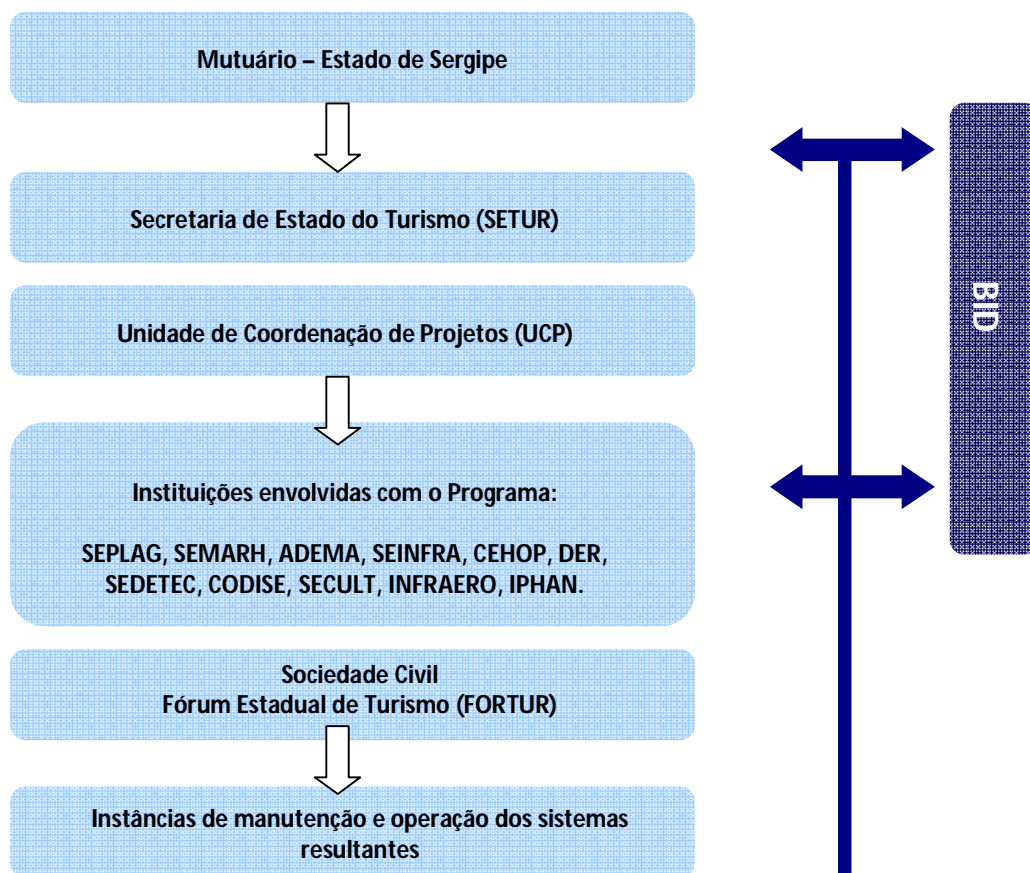 Mutuário – Estado de Sergipe
Secretaria de Estado do Turismo (SETUR)
Unidade de Coordenação de Projetos (UCP)
Instituições envolvidas com o Programa:
SEPLAG, SEMARH, ADEMA, SEINFRA, CEHOP, DER,
SEDETEC, CODISE, SECULT, INFRAERO, IPHAN.
Sociedade Civil
Fórum Estadual de Turismo (FORTUR)
Instâncias de manutenção e operação dos sistemas
resultantes
BID